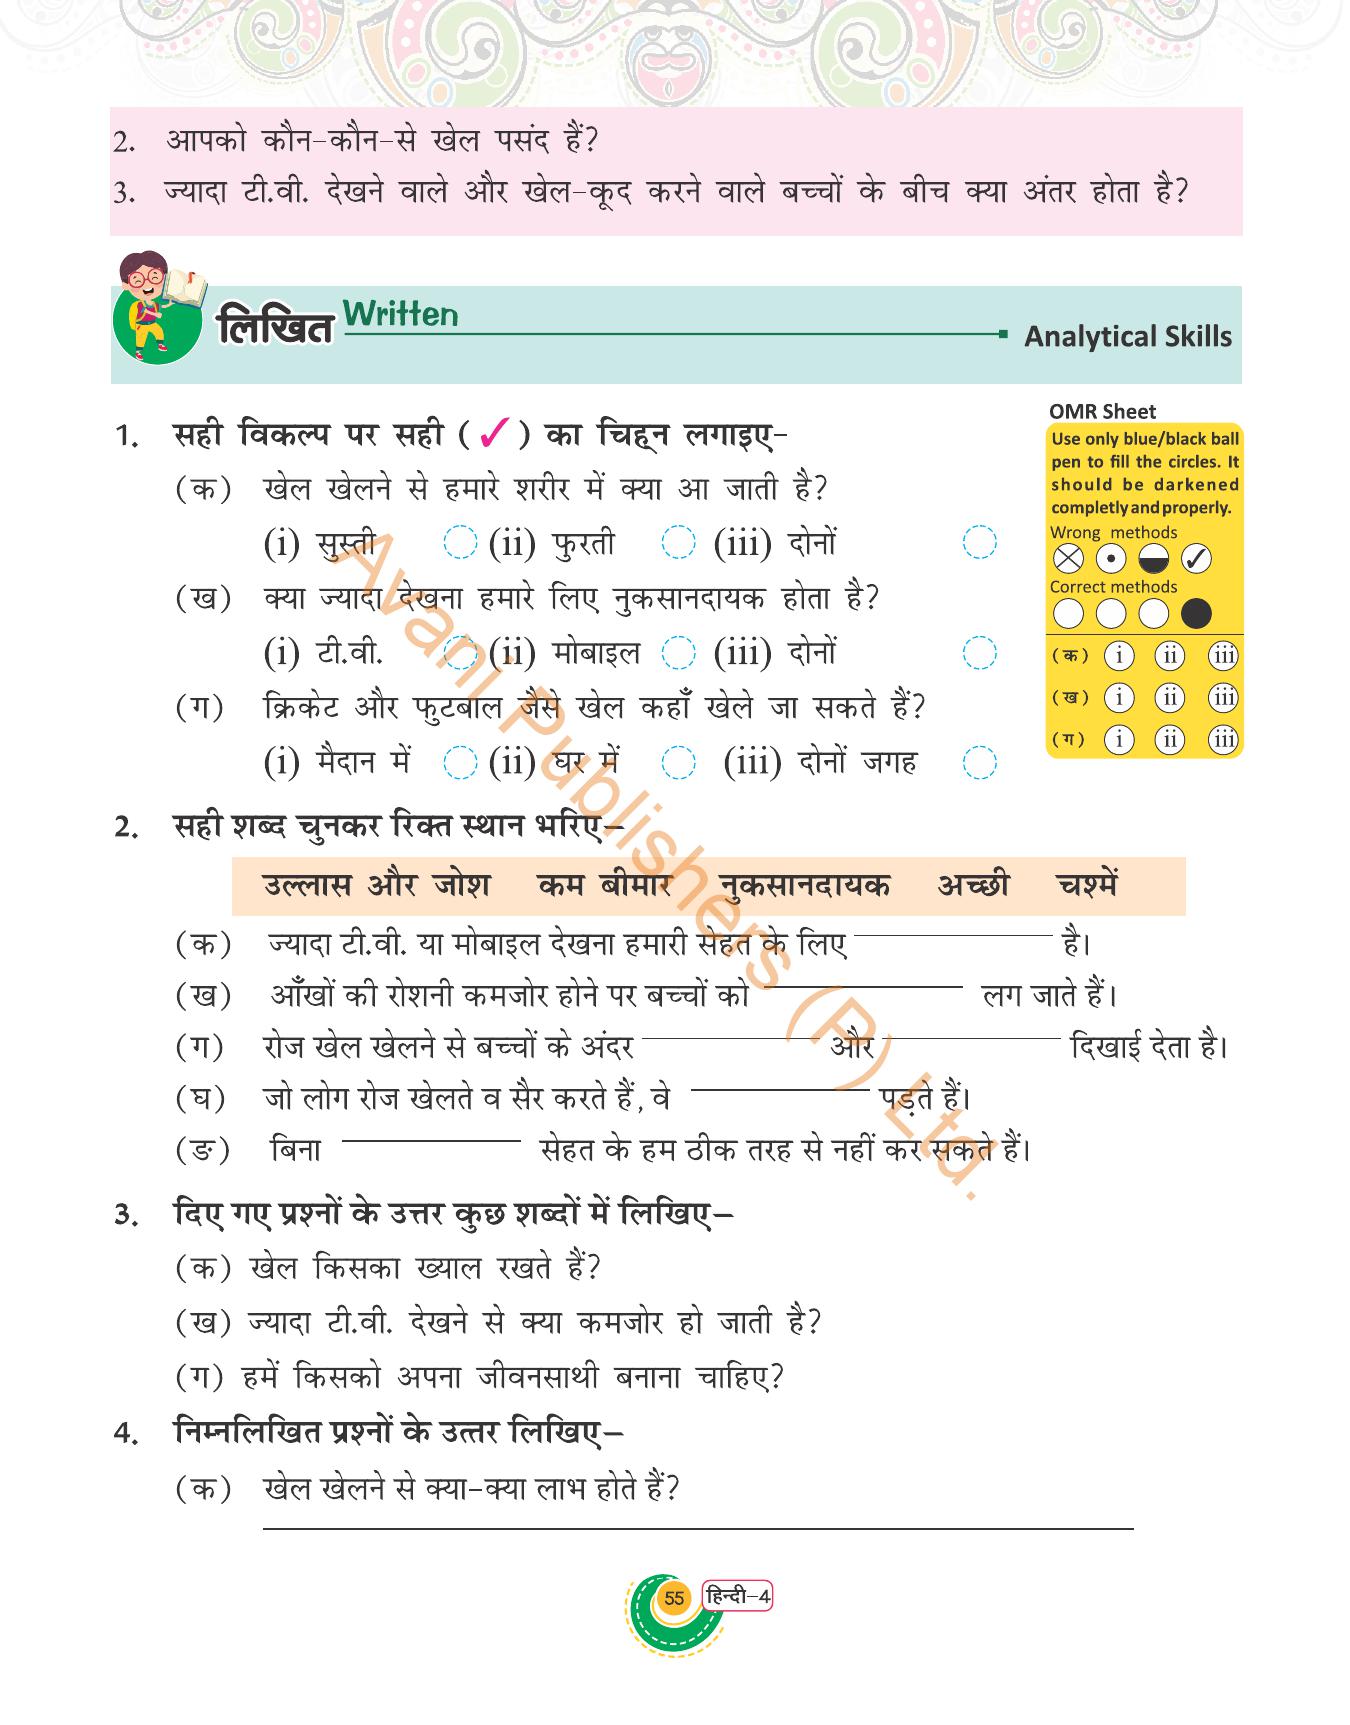 2. आपको कौन-कौन-से खेल पसंद हैं?
3. ज्यादा टी.वी. देखने वाले और खेल-कूद करने वाले बच्चों के बीच क्या अंतर होता है?
लिखित Written
Analytical Skills
OMR Sheet
Use only blue/black ball
pen to fill the circles. It
should be darkened
completly and properly.
Wrong methods
Correct methods
(क) i ii iii
(ख) i ii iii
(ग) i ii iii
1. सही विकल्प पर सही (✓) का चिह्न लगाइए-
(क) खेल खेलने से हमारे शरीर में क्या आ जाती है?
(i) सुस्ती (ii) फुरती (iii) दोनों
(ख) क्या ज्यादा देखना हमारे लिए नुकसानदायक होता है?
(i) टी.वी. (ii) मोबाइल (iii) दोनों
(ग) क्रिकेट और फुटबाल जैसे खेल कहाँ खेले जा सकते हैं?
(i) मैदान में (ii) घर में (iii) दोनों जगह
2. सही शब्द चुनकर रिक्त स्थान भरिए–
उल्लास और जोश कम बीमार नुकसानदायक अच्छी चश्में
(क) ज्यादा टी.वी. या मोबाइल देखना हमारी सेहत के लिए ____________ है।
(ख) आँखों की रोशनी कमजोर होने पर बच्चों को ____________ लग जाते हैं।
(ग) रोज खेल खेलने से बच्चों के अंदर ____________ और ____________ दिखाई देता है।
(घ) जो लोग रोज खेलते व सैर करते हैं, वे ____________ पड़ते हैं।
(ङ) बिना ____________ सेहत के हम ठीक तरह से नहीं कर सकते हैं।
3. दिए गए प्रश्नों के उत्तर कुछ शब्दों में लिखिए–
(क) खेल किसका ख्याल रखते हैं?
(ख) ज्यादा टी.वी. देखने से क्या कमजोर हो जाती है?
(ग) हमें किसको अपना जीवनसाथी बनाना चाहिए?
4. निम्नलिखित प्रश्नों के उत्तर लिखिए–
(क) खेल खेलने से क्या-क्या लाभ होते हैं?
55 हिन्दी-4
Avani Publishers (P) Ltd.